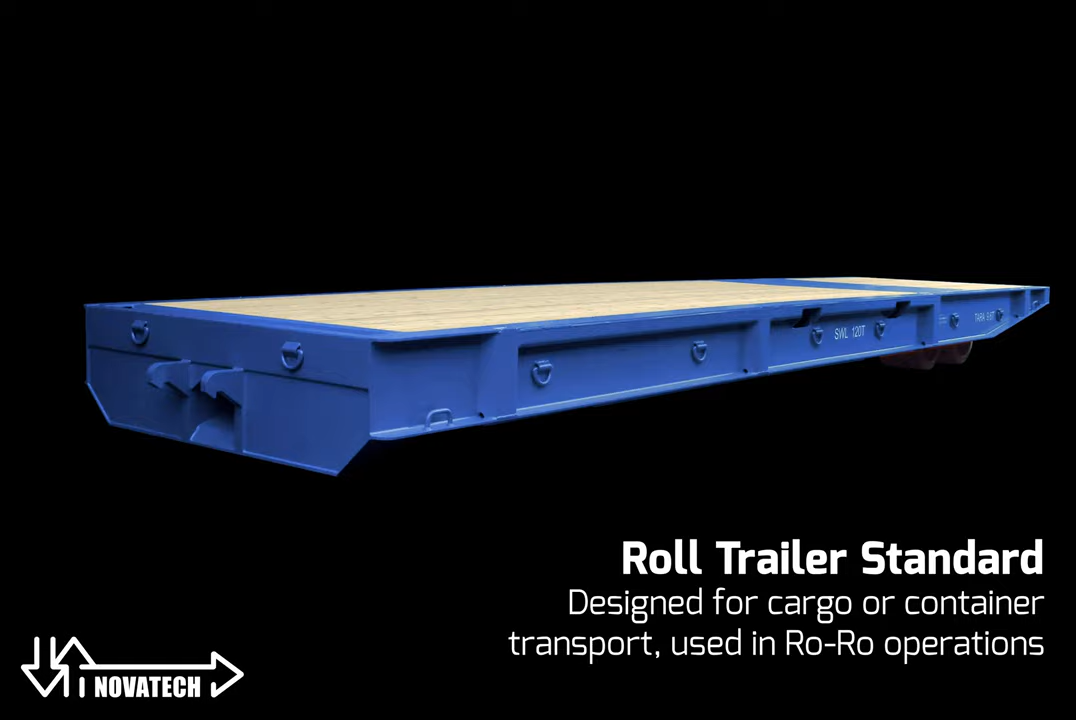 SWL 120T
Roll Trailer Standard
Designed for cargo or container
transport, used in Ro-Ro operations
NOVATECH